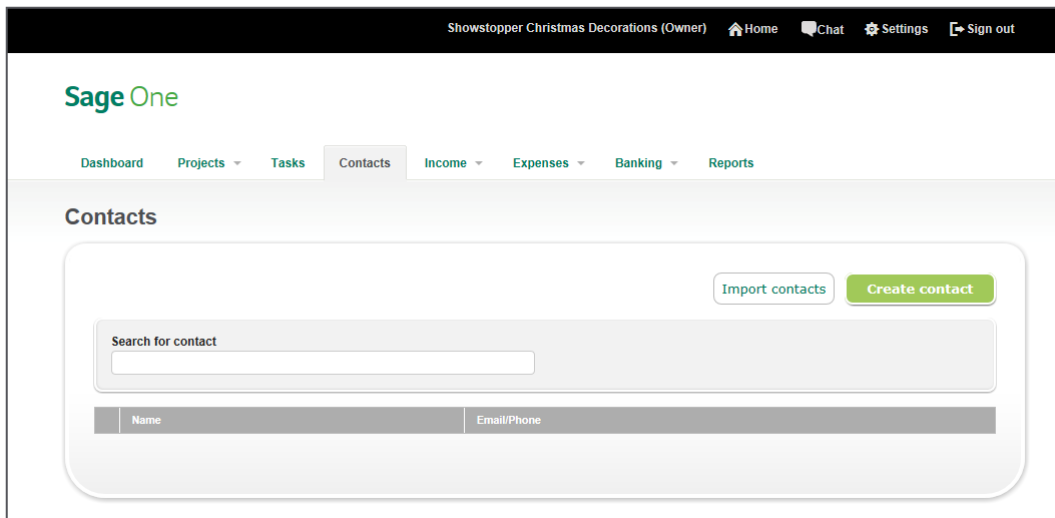 Showstopper Christmas Decorations (Owner) Home Chat Settings Sign out
Sage One
Dashboard Projects Tasks Contacts Income Expenses Banking Reports
Contacts
Import contacts Create contact
Search for contact
Name Email/Phone